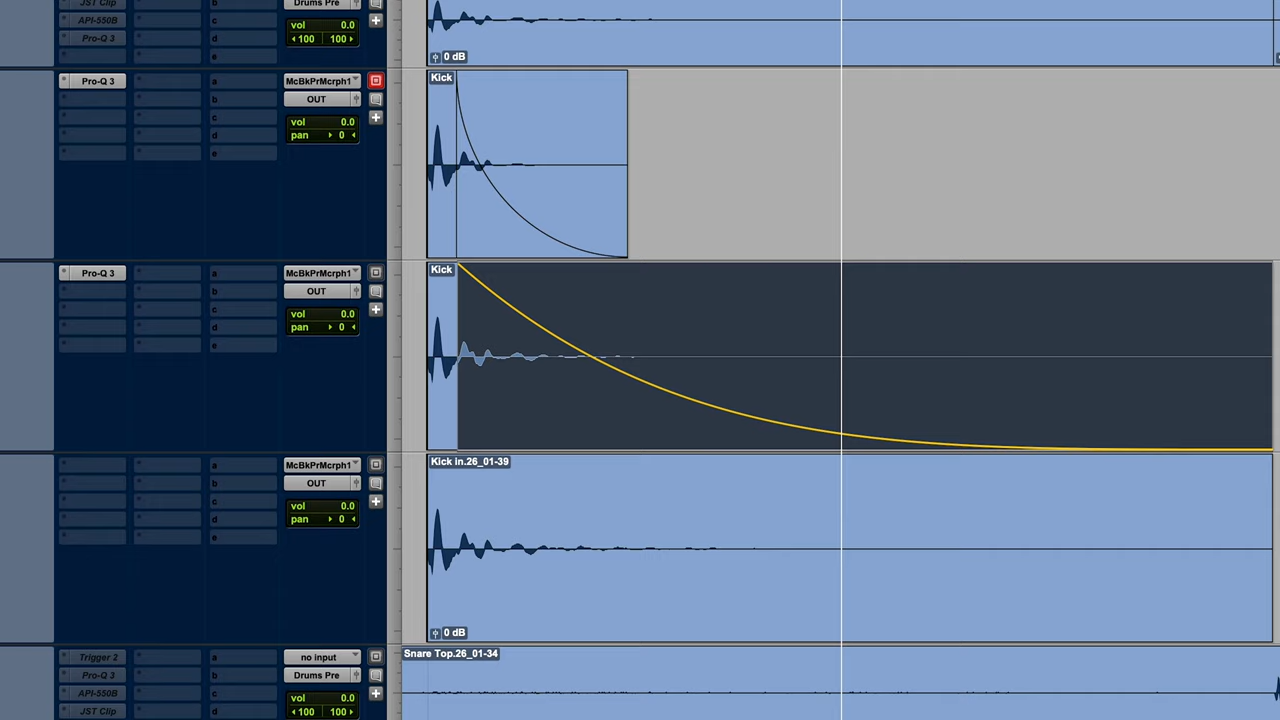 JST Clip b Drums Pre
API-550B c vol 0.0
Pro-Q 3 d 100 100
e 0 dB
Pro-Q 3 a McBkPrMcrph1 Kick
b OUT
c vol 0.0
d pan 0
e
Pro-Q 3 a McBkPrMcrph1 Kick
b OUT
c vol 0.0
d pan 0
e
a McBkPrMcrph1 Kick in.26_01-39
b OUT
c vol 0.0
d pan 0
e
0 dB
Trigger 2 a no input Snare Top.26_01-34
Pro-Q 3 b Drums Pre
API-550B c vol 0.0
JST Clip d 100 100